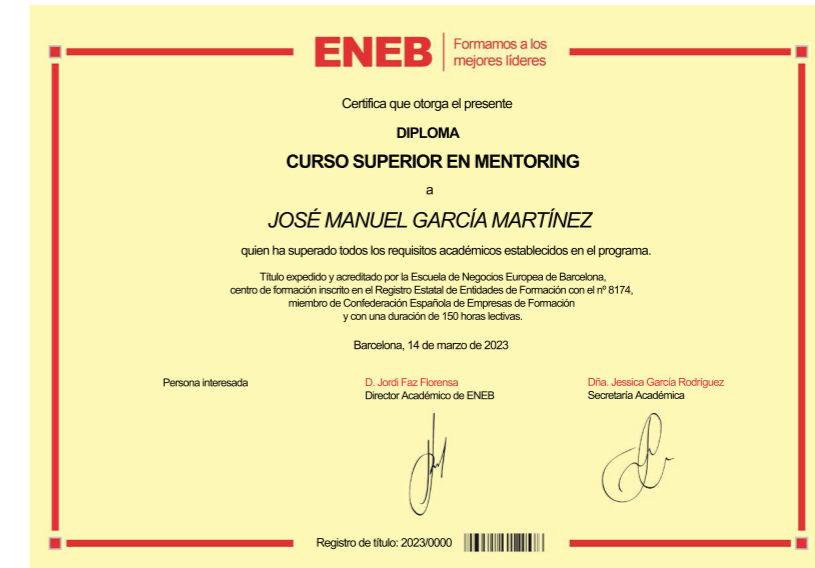 ENEB
Formamos a los
mejores líderes
Certifica que otorga el presente
DIPLOMA
CURSO SUPERIOR EN MENTORING
a
JOSÉ MANUEL GARCÍA MARTÍNEZ
quien ha superado todos los requisitos académicos establecidos en el programa.
Título expedido y acreditado por la Escuela de Negocios Europea de Barcelona,
centro de formación inscrito en el Registro Estatal de Entidades de Formación con el nº 8174,
miembro de Confederación Española de Empresas de Formación
y con una duración de 150 horas lectivas.
Barcelona, 14 de marzo de 2023
Persona interesada
D. Jordi Faz Florensa
Director Académico de ENEB
Dña. Jessica García Rodríguez
Secretaría Académica
Registro de título: 2023/0000